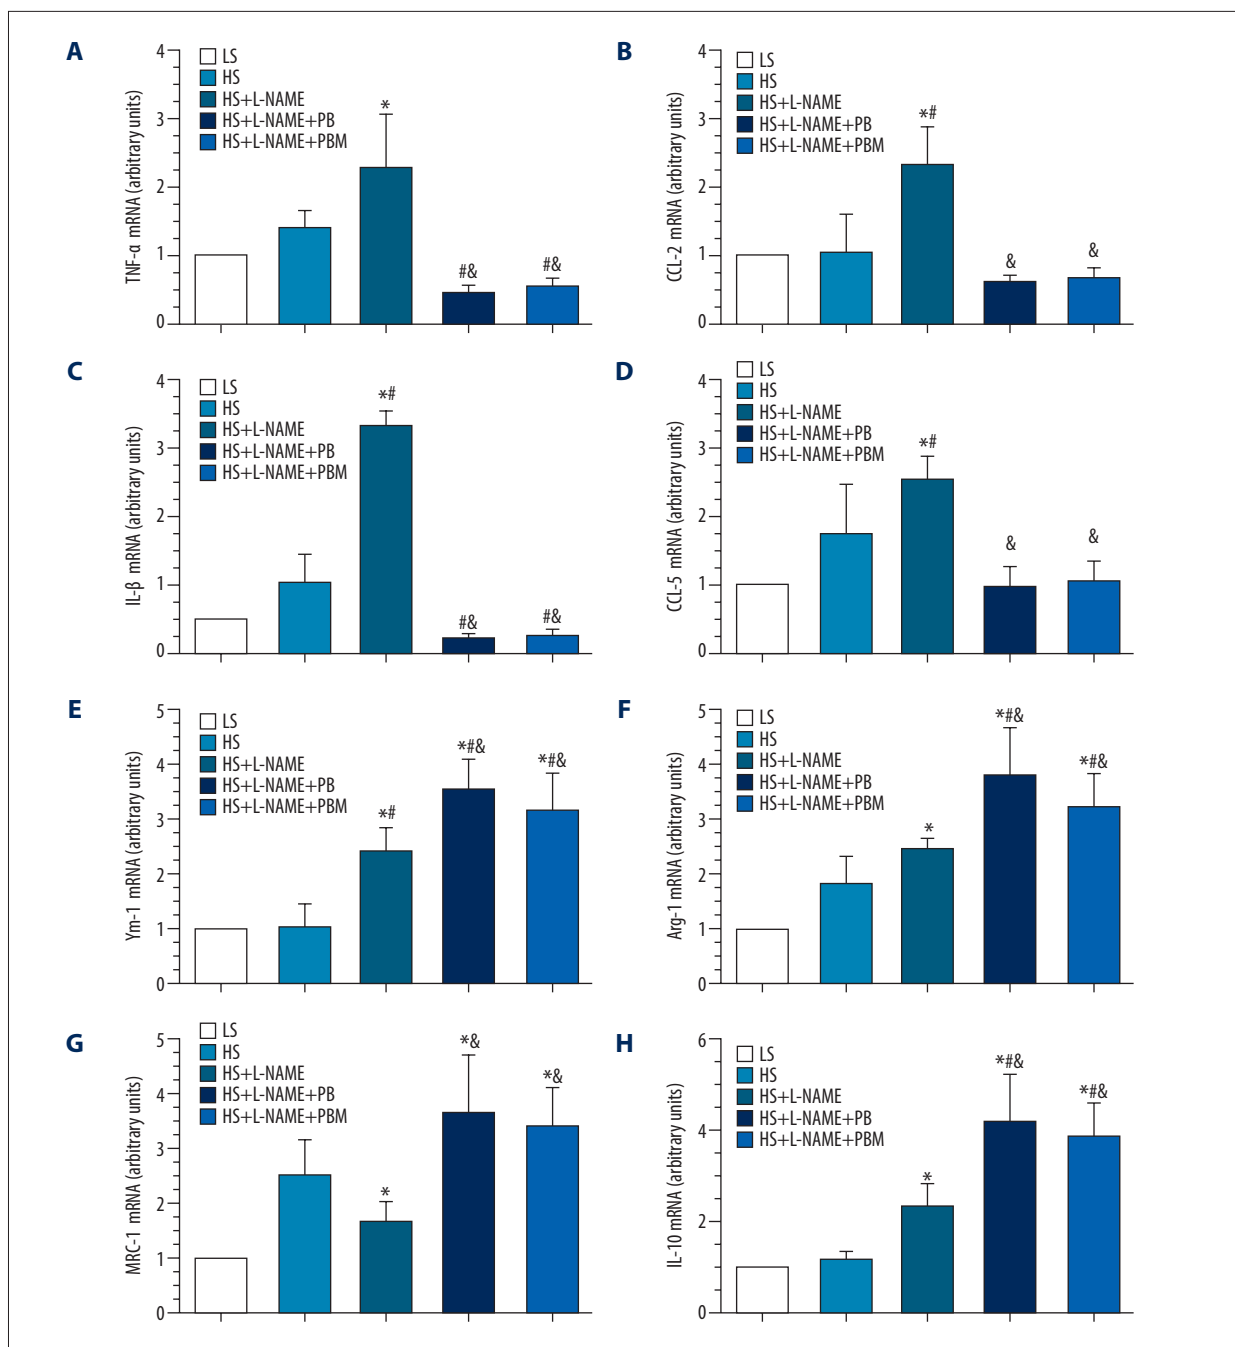 A
TNF-α mRNA (arbitrary units)
4
3
2
1
0
LS
HS
HS+L-NAME
HS+L-NAME+PB
HS+L-NAME+PBM
*
#&
#&
B
CCL-2 mRNA (arbitrary units)
4
3
2
1
0
LS
HS
HS+L-NAME
HS+L-NAME+PB
HS+L-NAME+PBM
*#
&
&
C
IL-β mRNA (arbitrary units)
4
3
2
1
0
LS
HS
HS+L-NAME
HS+L-NAME+PB
HS+L-NAME+PBM
*#
#&
#&
D
CCL-5 mRNA (arbitrary units)
4
3
2
1
0
LS
HS
HS+L-NAME
HS+L-NAME+PB
HS+L-NAME+PBM
*#
&
&
E
Ym-1 mRNA (arbitrary units)
5
4
3
2
1
0
LS
HS
HS+L-NAME
HS+L-NAME+PB
HS+L-NAME+PBM
*#
*#&
*#&
F
Arg-1 mRNA (arbitrary units)
5
4
3
2
1
0
LS
HS
HS+L-NAME
HS+L-NAME+PB
HS+L-NAME+PBM
*
*#&
*#&
G
MRC-1 mRNA (arbitrary units)
5
4
3
2
1
0
LS
HS
HS+L-NAME
HS+L-NAME+PB
HS+L-NAME+PBM
*
*&
*&
H
IL-10 mRNA (arbitrary units)
6
4
2
0
LS
HS
HS+L-NAME
HS+L-NAME+PB
HS+L-NAME+PBM
*
*#&
*#&